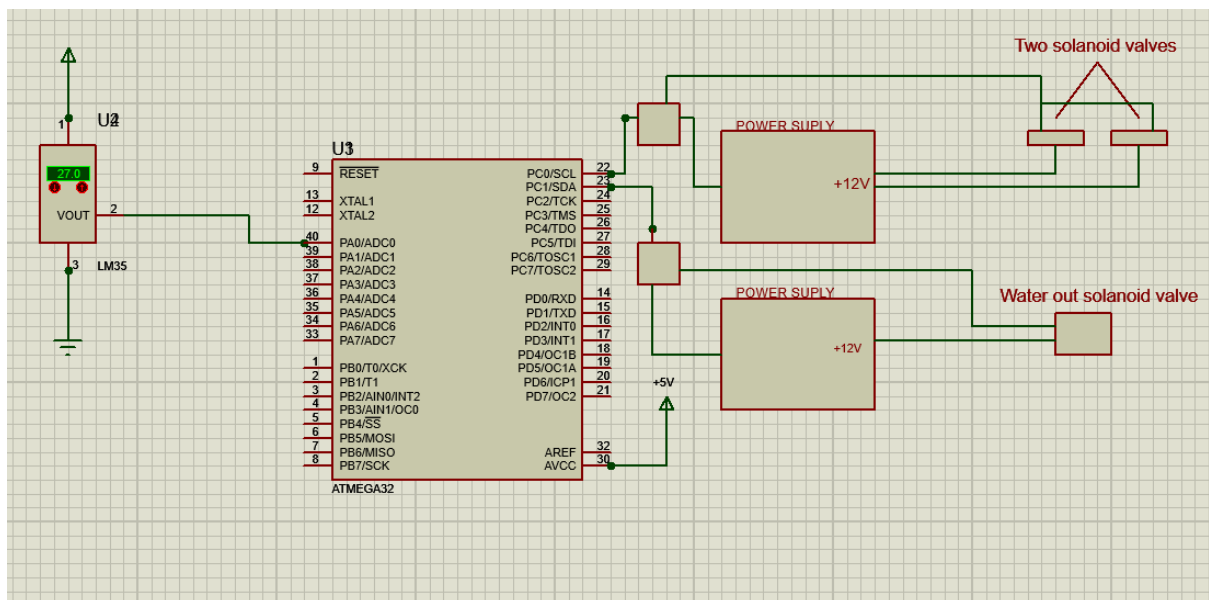 Two solanoid valves
1
U2
27.0
VOUT
2
3
LM35
U1
9 RESET
13 XTAL1
12 XTAL2
40 PA0/ADC0
39 PA1/ADC1
38 PA2/ADC2
37 PA3/ADC3
36 PA4/ADC4
35 PA5/ADC5
34 PA6/ADC6
33 PA7/ADC7
1 PB0/T0/XCK
2 PB1/T1
3 PB2/AIN0/INT2
4 PB3/AIN1/OC0
5 PB4/SS
6 PB5/MOSI
7 PB6/MISO
8 PB7/SCK
PC0/SCL 22
PC1/SDA 23
PC2/TCK 24
PC3/TMS 25
PC4/TDO 26
PC5/TDI 27
PC6/TOSC1 28
PC7/TOSC2 29
PD0/RXD 14
PD1/TXD 15
PD2/INT0 16
PD3/INT1 17
PD4/OC1B 18
PD5/OC1A 19
PD6/ICP1 20
PD7/OC2 21
AREF 32
AVCC 30
ATMEGA32
+5V
POWER SUPLY
+12V
POWER SUPLY
+12V
Water out solanoid valve